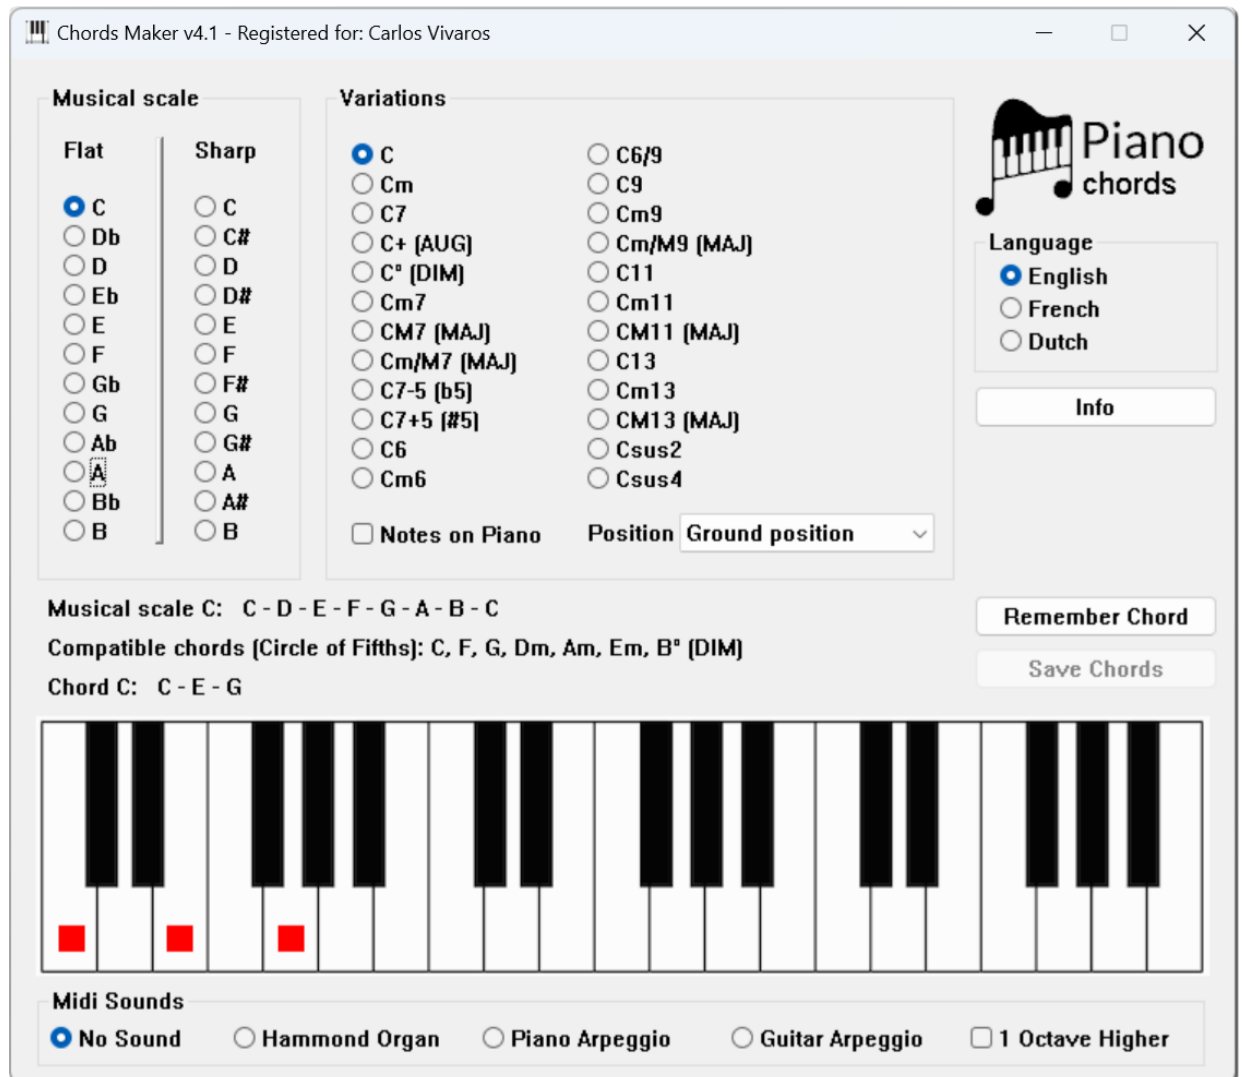 Chords Maker v4.1 - Registered for: Carlos Vivaros
Musical scale
Flat
Sharp
C
Db
D
Eb
E
F
Gb
G
Ab
A
Bb
B
C
C#
D
D#
E
F
F#
G
G#
A
A#
B
Variations
C
Cm
C7
C+ (AUG)
C° (DIM)
Cm7
CM7 (MAJ)
Cm/M7 (MAJ)
C7-5 (b5)
C7+5 (#5)
C6
Cm6
C6/9
C9
Cm9
Cm/M9 (MAJ)
C11
Cm11
CM11 (MAJ)
C13
Cm13
CM13 (MAJ)
Csus2
Csus4
Notes on Piano
Position Ground position
Piano
chords
Language
English
French
Dutch
Info
Musical scale C: C - D - E - F - G - A - B - C
Compatible chords (Circle of Fifths): C, F, G, Dm, Am, Em, B° (DIM)
Chord C: C - E - G
Remember Chord
Save Chords
Midi Sounds
No Sound
Hammond Organ
Piano Arpeggio
Guitar Arpeggio
1 Octave Higher